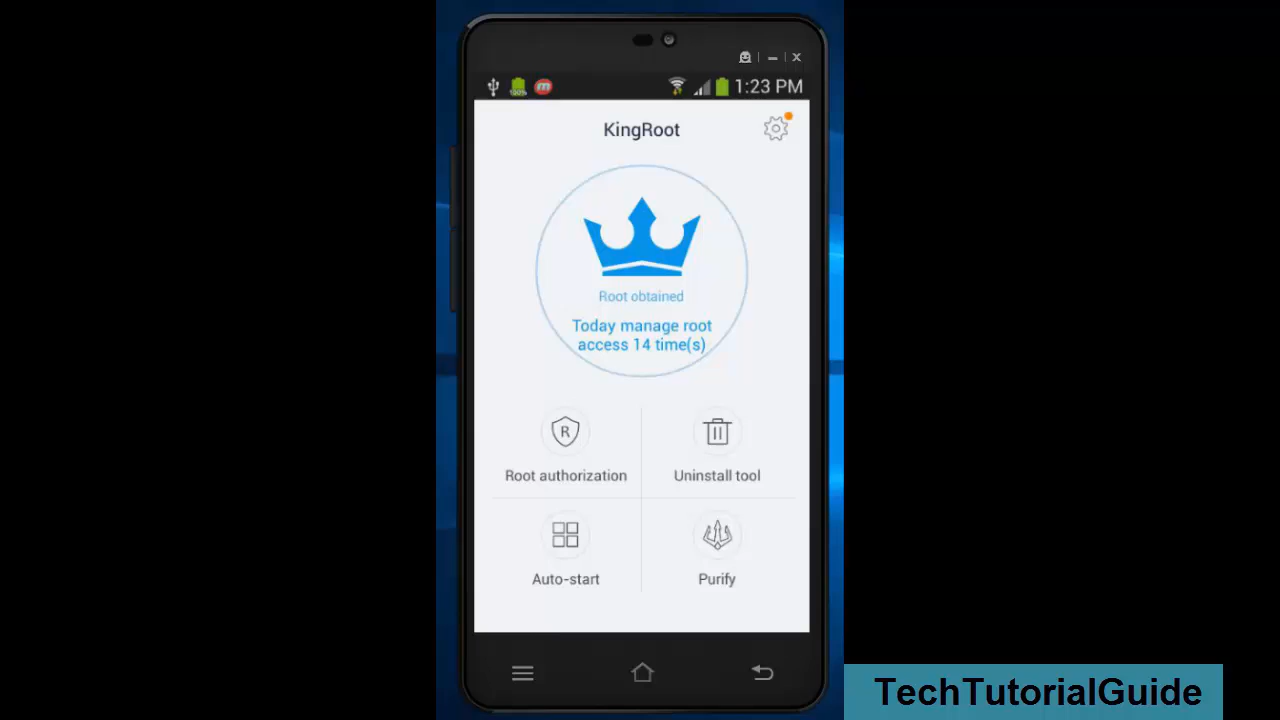 100%
m
1:23 PM
KingRoot
Root obtained
Today manage root
access 14 time(s)
R
Root authorization
Uninstall tool
Auto-start
Purify
TechTutorialGuide